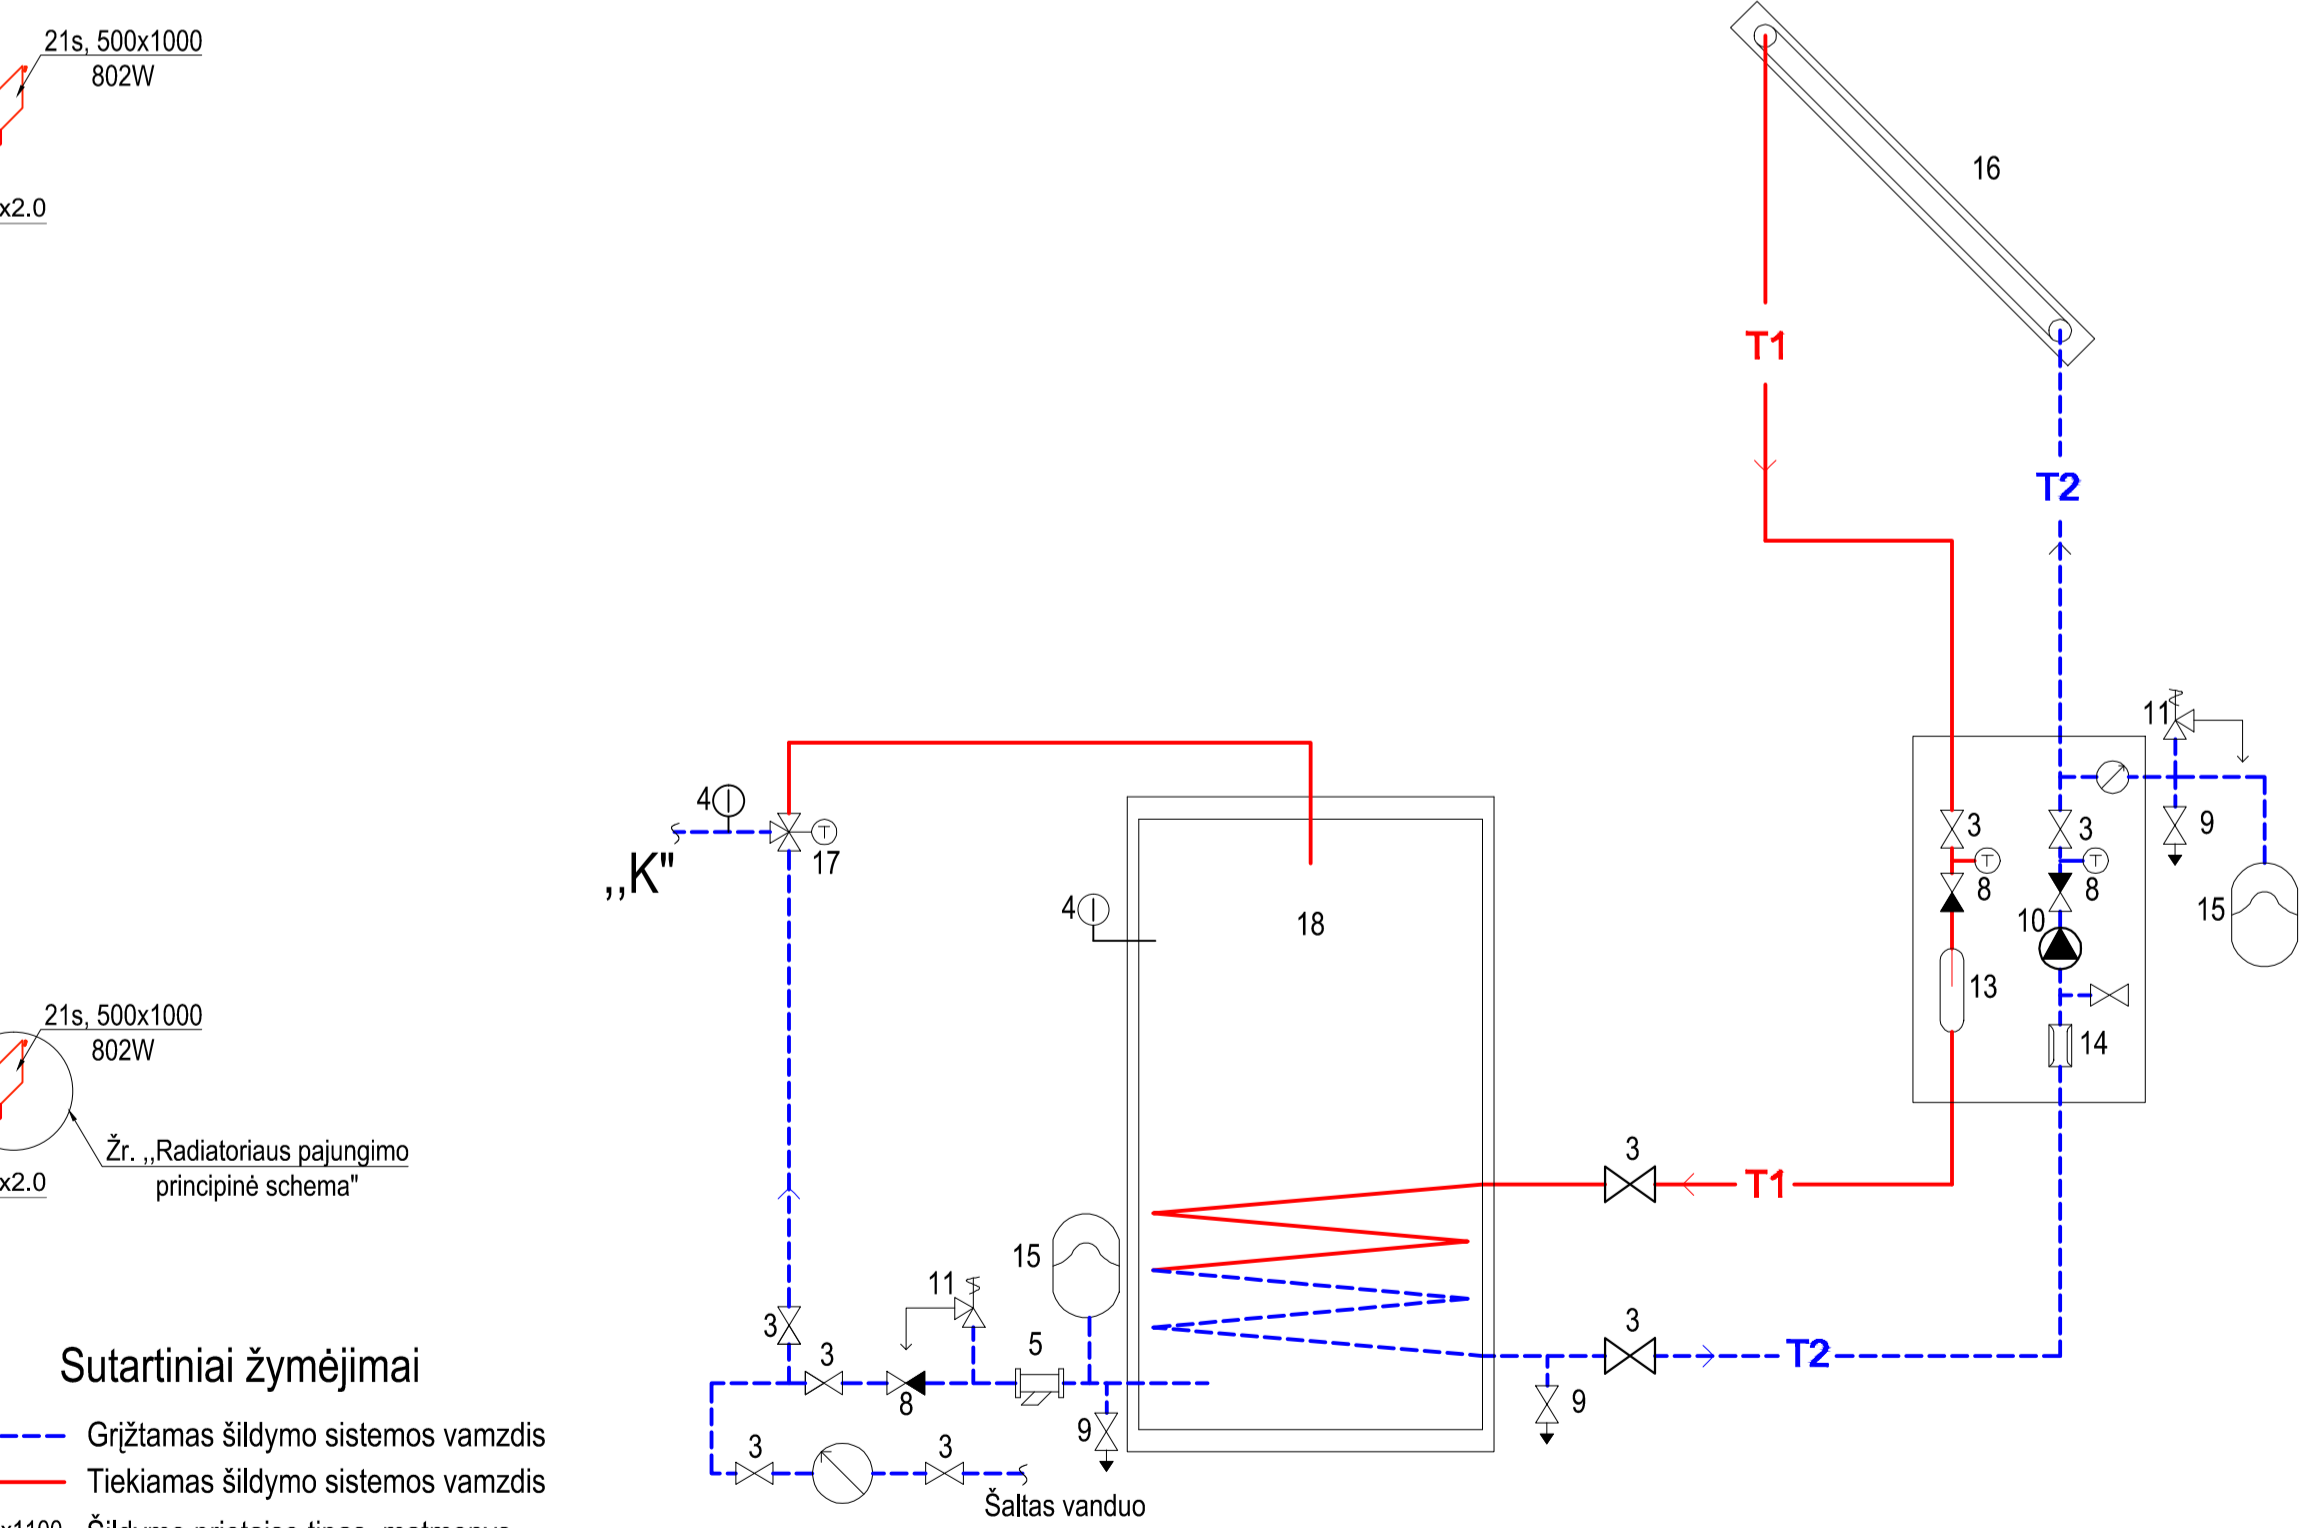 21s, 500x1000
802W
x2.0
16
T1
T2
11
4
3
3
9
17
,,K"
8
8
15
4
18
10
13
21s, 500x1000
802W
14
Žr. ,,Radiatoriaus pajungimo
principinė schema"
x2.0
3
T1
15
11
3
3
5
3
T2
Sutartiniai žymėjimai
8
9
9
Grįžtamas šildymo sistemos vamzdis
3
3
Tiekiamas šildymo sistemos vamzdis
Šaltas vanduo